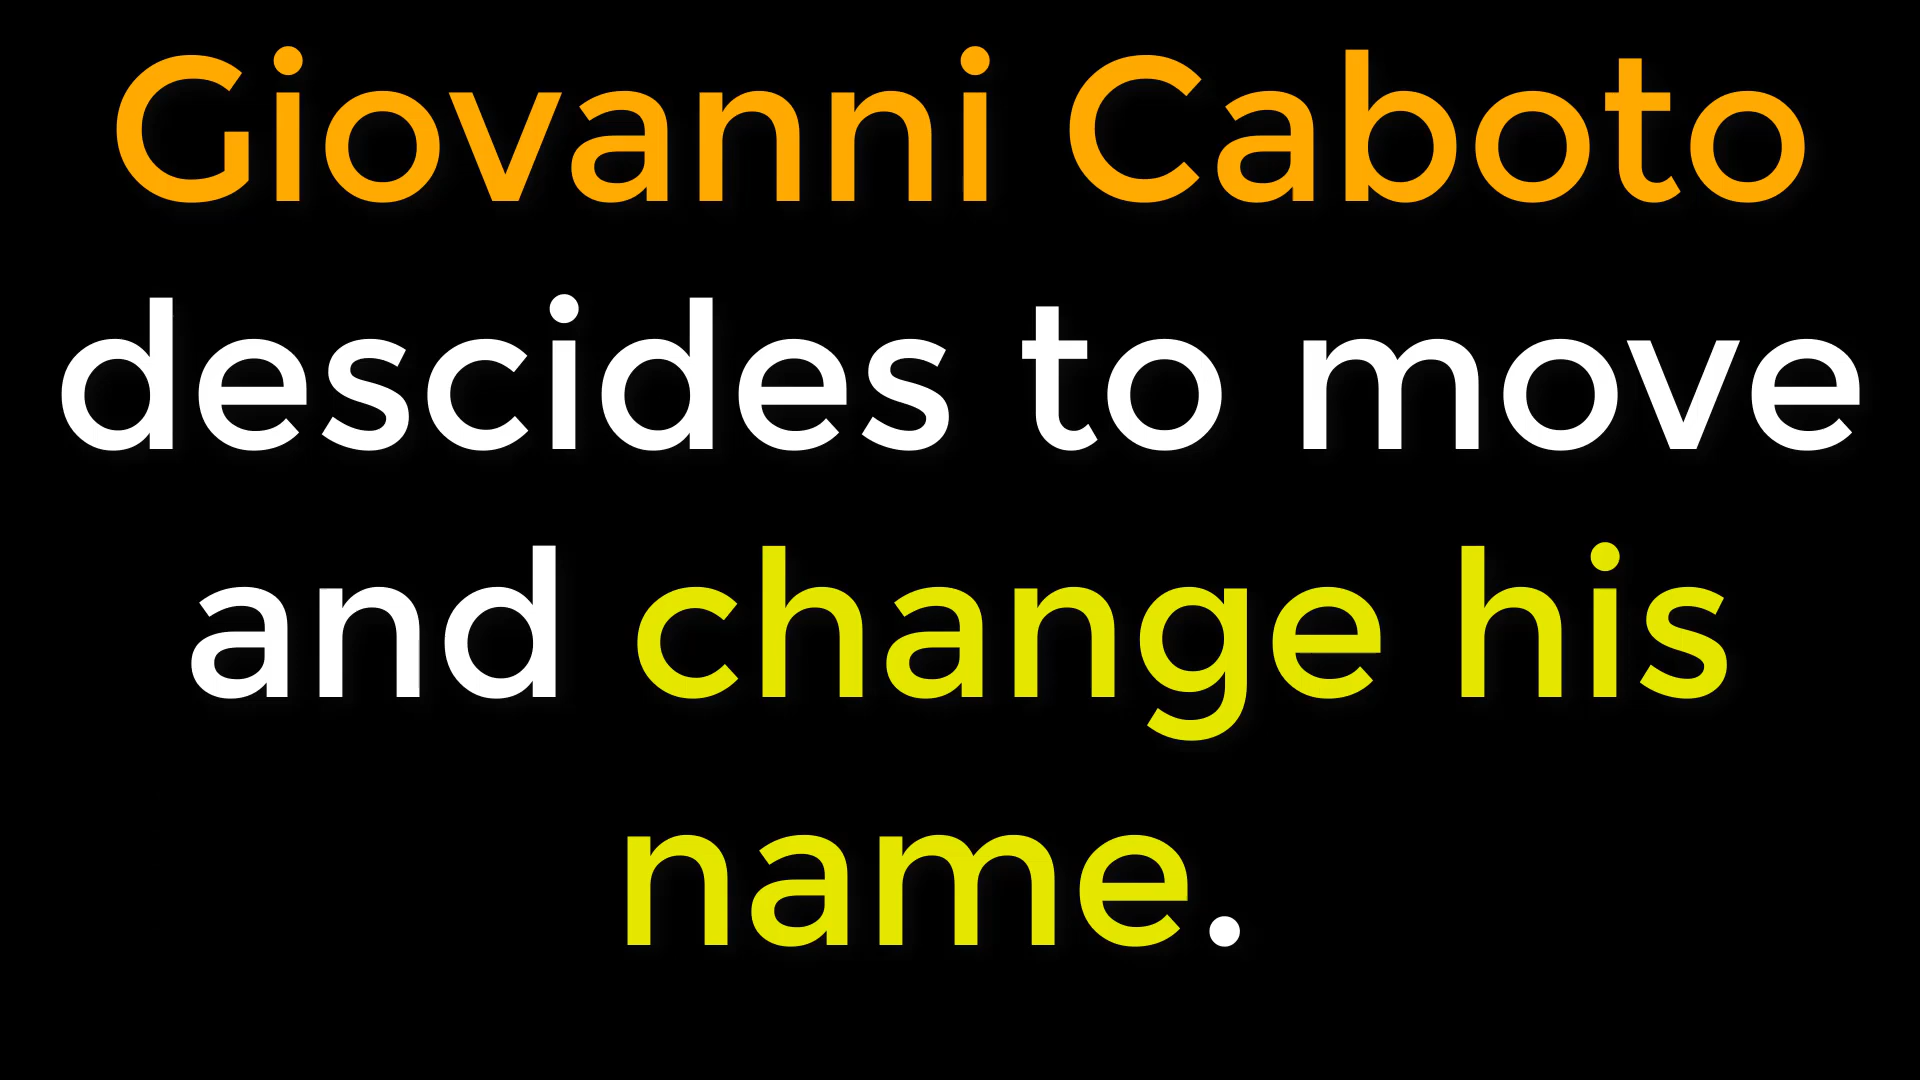 Giovanni Caboto
descides to move
and change his
name.